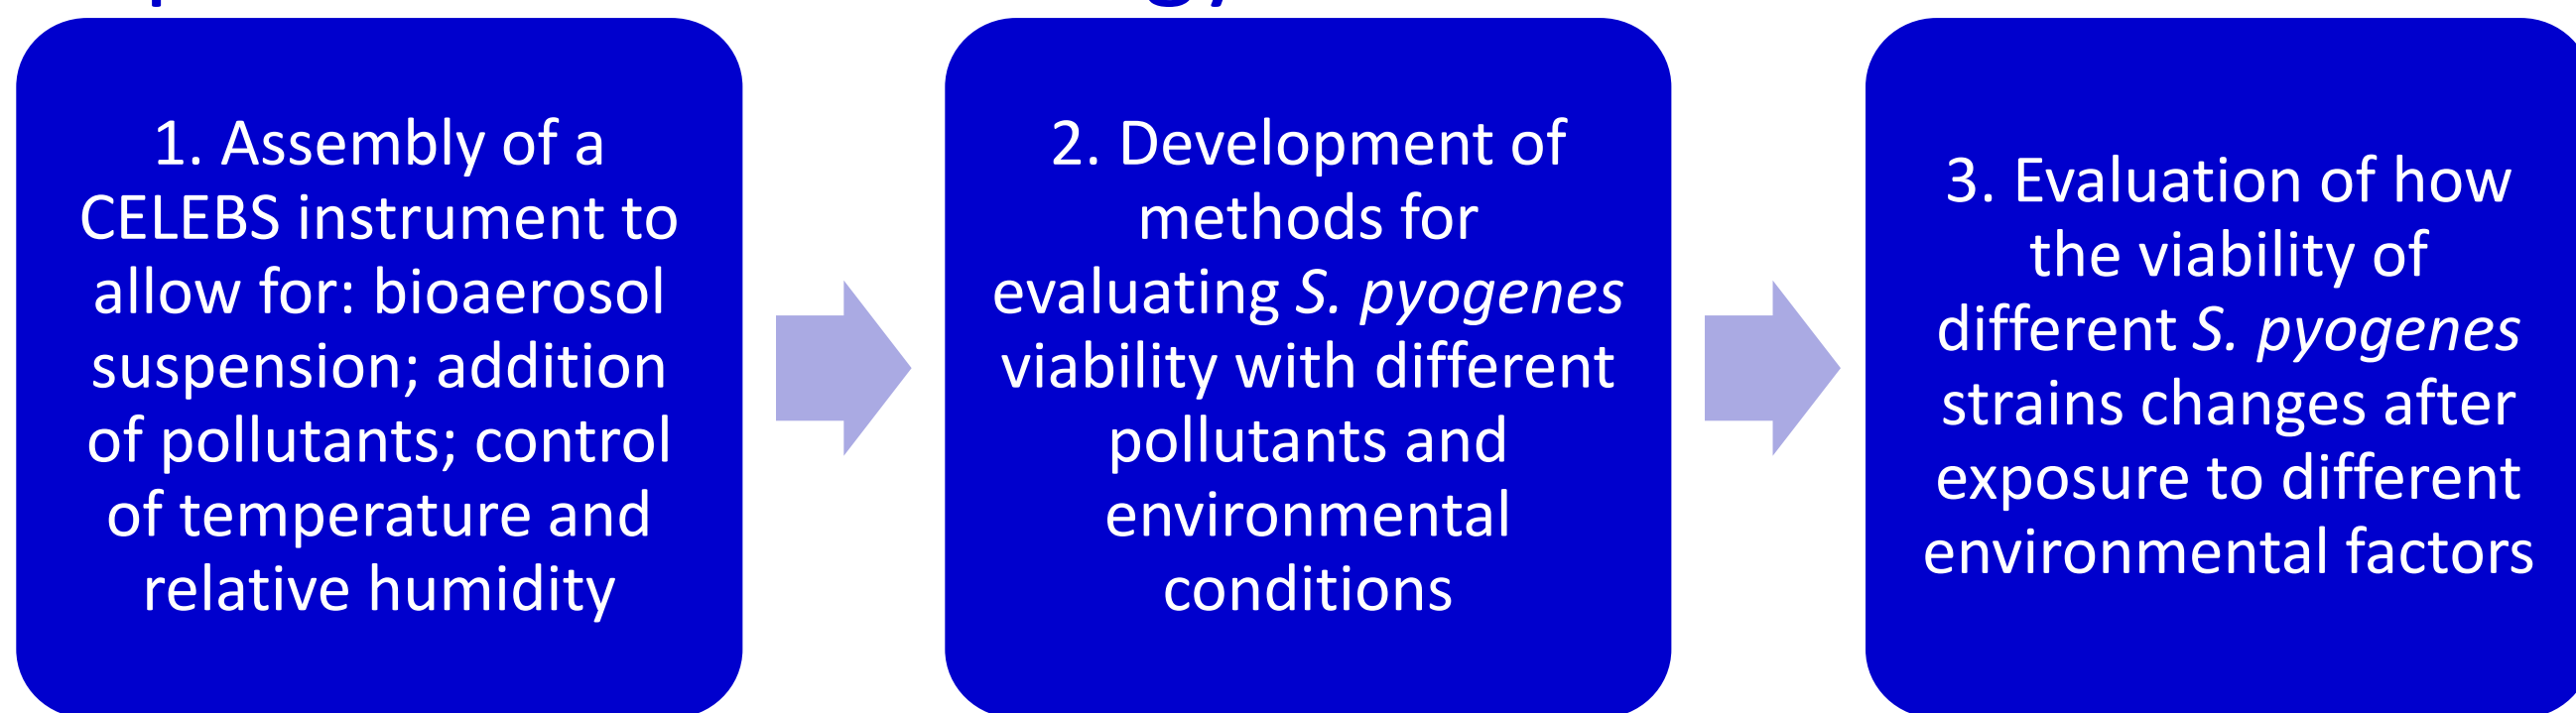 1. Assembly of a
CELEBS instrument to
allow for: bioaerosol
suspension; addition
of pollutants; control
of temperature and
relative humidity
2. Development of
methods for
evaluating S. pyogenes
viability with different
pollutants and
environmental
conditions
3. Evaluation of how
the viability of
different S. pyogenes
strains changes after
exposure to different
environmental factors